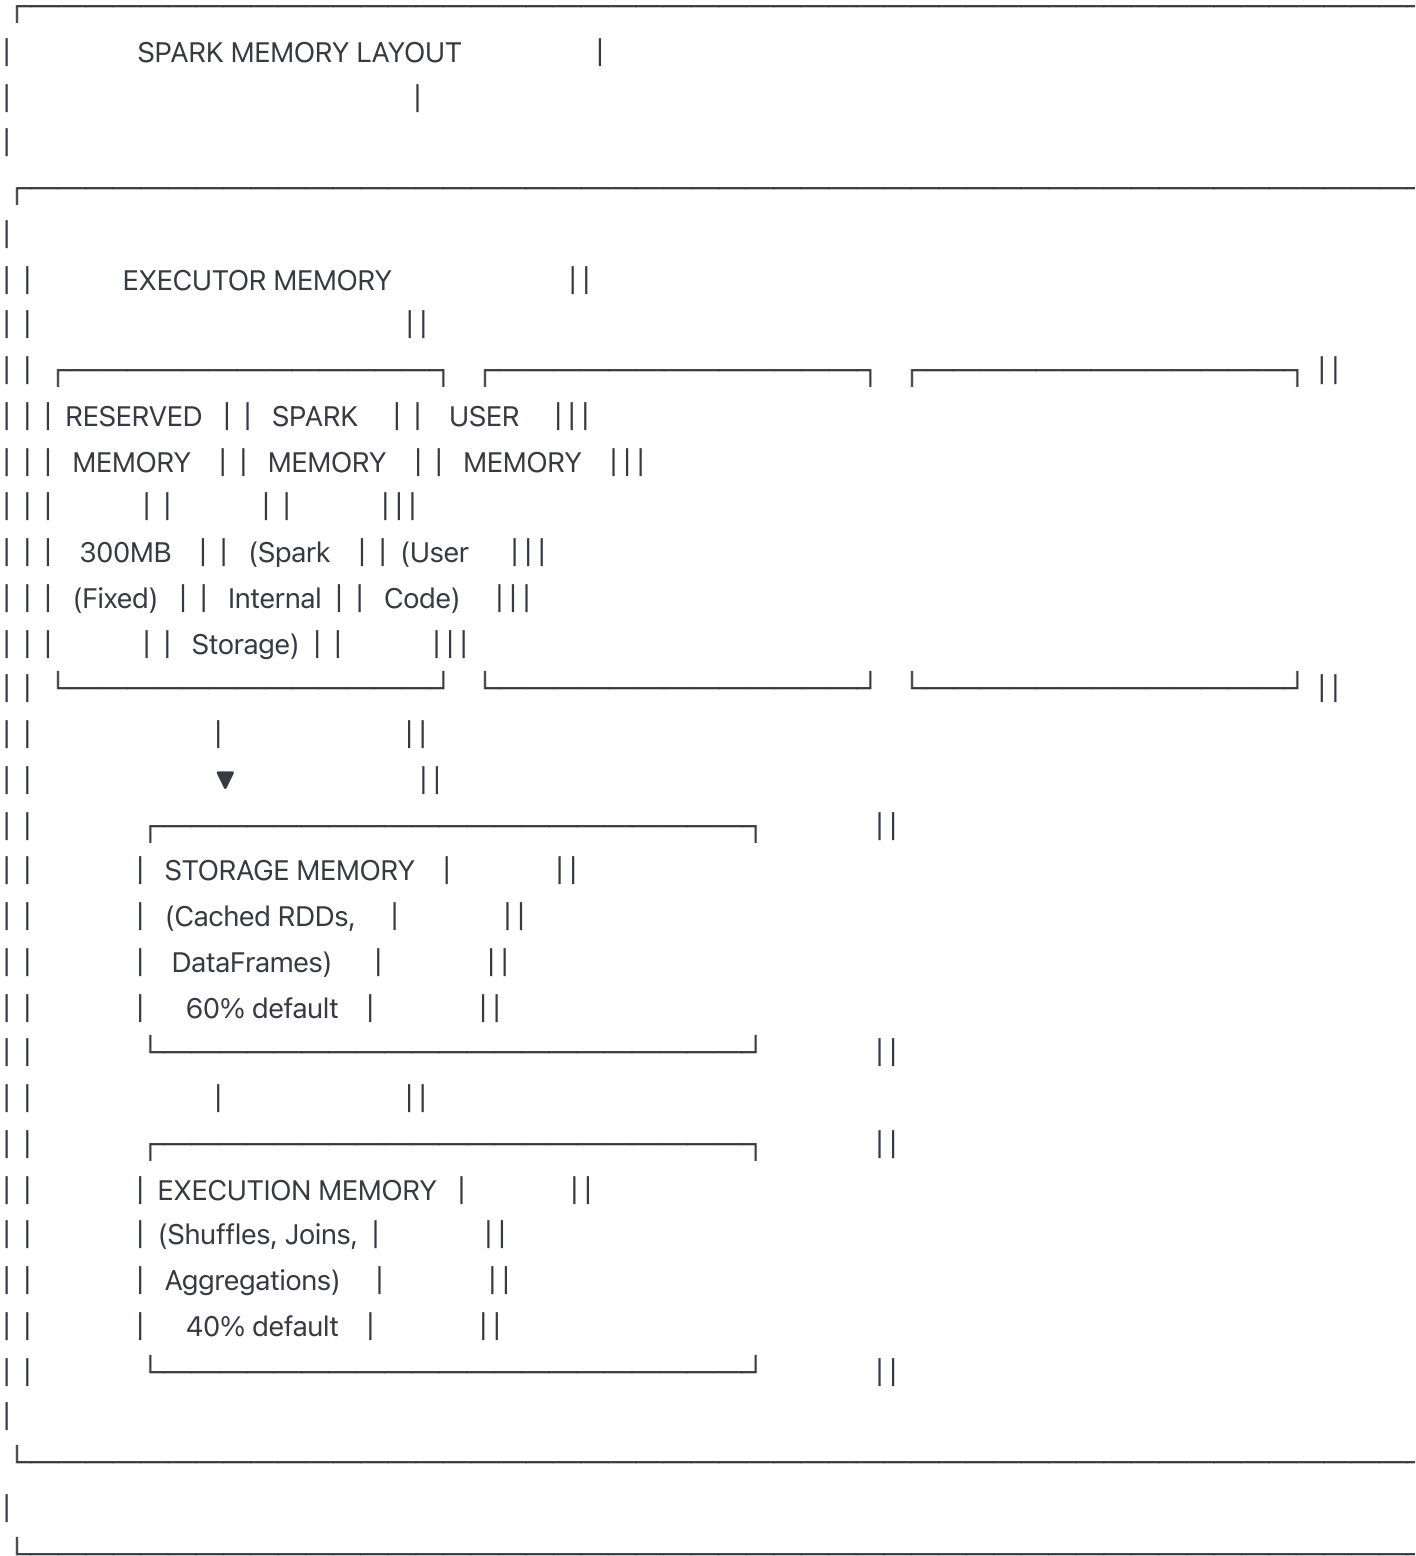 SPARK MEMORY LAYOUT
EXECUTOR MEMORY
RESERVED SPARK USER
MEMORY MEMORY MEMORY
300MB (Spark (User
(Fixed) Internal Code)
Storage)
▼
STORAGE MEMORY
(Cached RDDs,
DataFrames)
60% default
EXECUTION MEMORY
(Shuffles, Joins,
Aggregations)
40% default